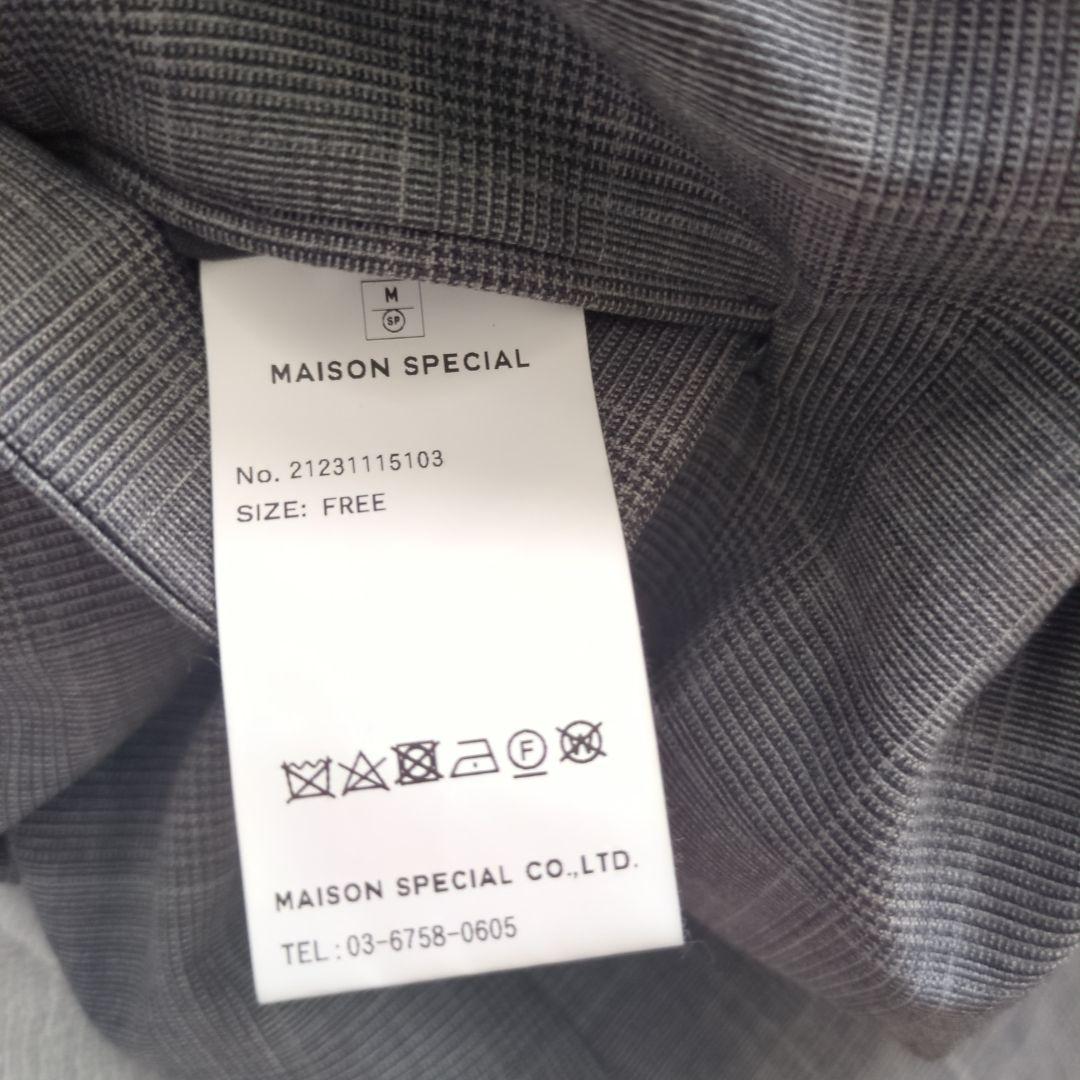 M
SP
MAISON SPECIAL
No. 21231115103
SIZE: FREE
F W
MAISON SPECIAL CO.,LTD.
TEL:03-6758-0605